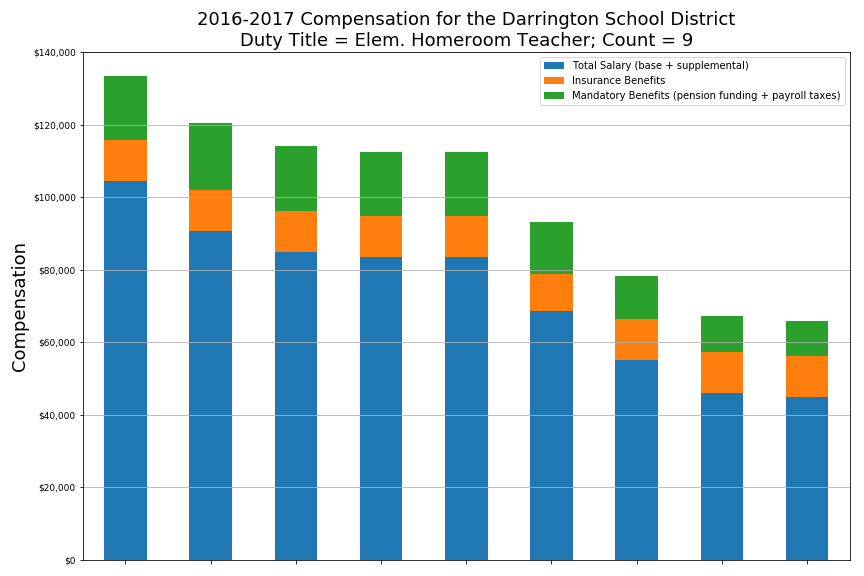 2016-2017 Compensation for the Darrington School District
Duty Title = Elem. Homeroom Teacher; Count = 9
Total Salary (base + supplemental)
Insurance Benefits
Mandatory Benefits (pension funding + payroll taxes)
Compensation
$140,000
$120,000
$100,000
$80,000
$60,000
$40,000
$20,000
$0